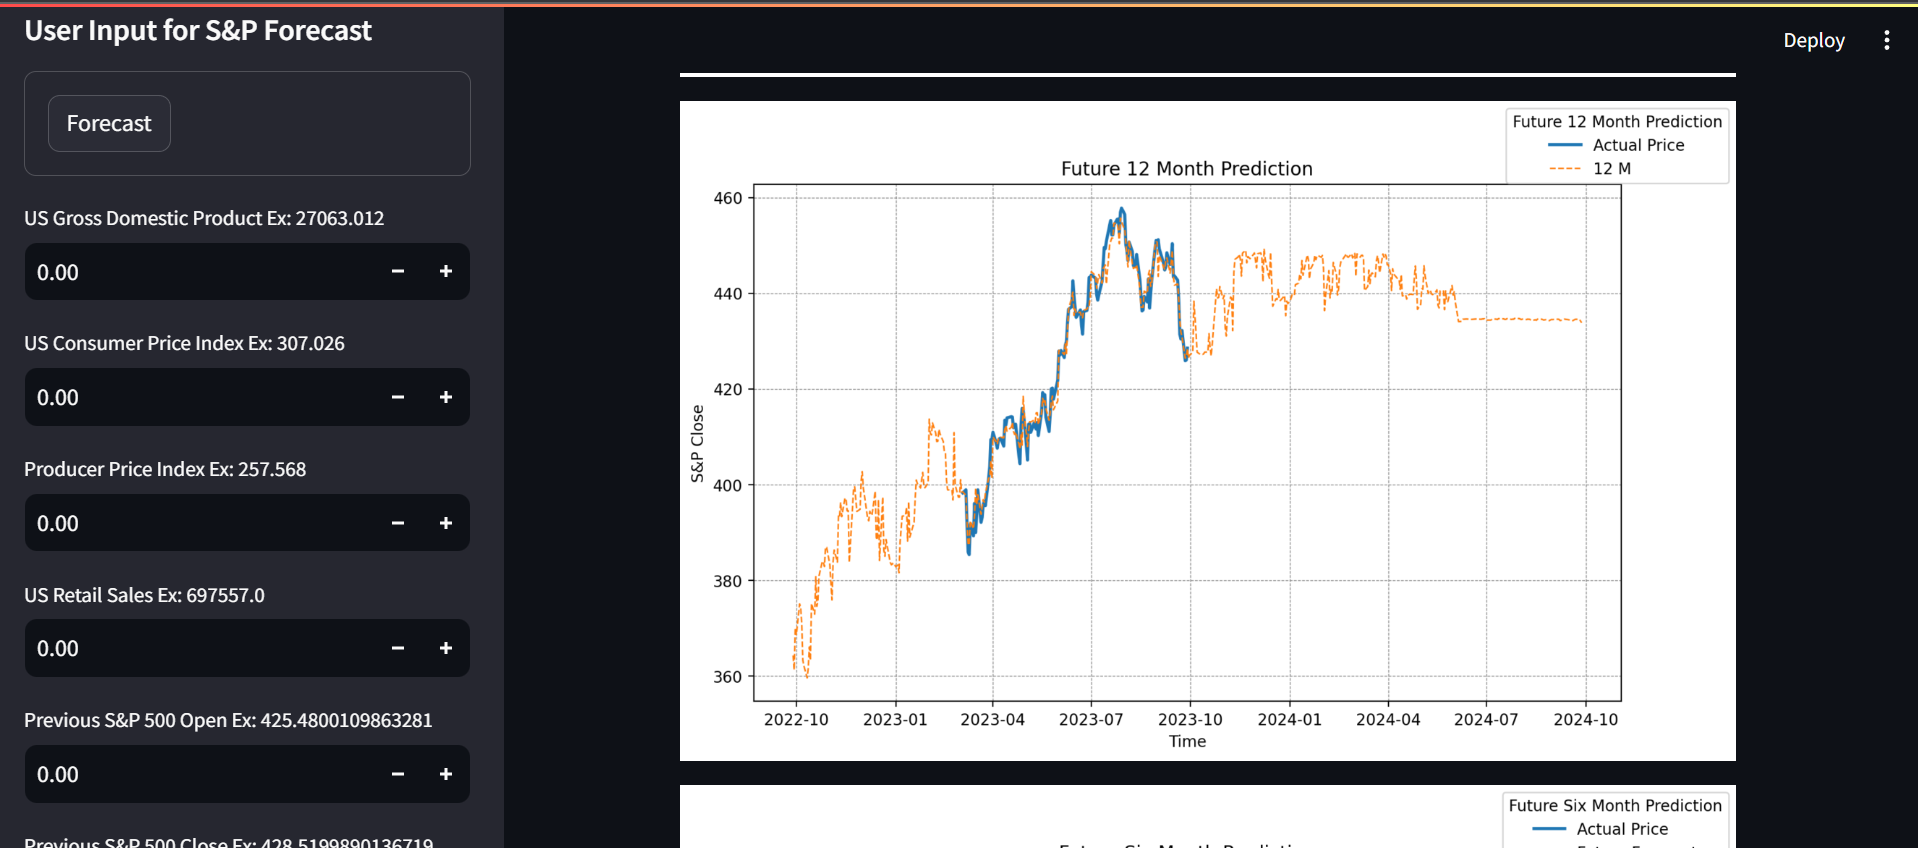 User Input for S&P Forecast
Forecast
US Gross Domestic Product Ex: 27063.012
0.00
US Consumer Price Index Ex: 307.026
0.00
Producer Price Index Ex: 257.568
0.00
US Retail Sales Ex: 697557.0
0.00
Previous S&P 500 Open Ex: 425.4800109863281
0.00
Previous S&P 500 Close Ex: 428.5199890136719
Deploy
Future 12 Month Prediction
Actual Price
12 M
Future 12 Month Prediction
460
440
420
400
380
360
S&P Close
2022-10 2023-01 2023-04 2023-07 2023-10 2024-01 2024-04 2024-07 2024-10
Time
Future Six Month Prediction
Actual Price
Future Six Month Prediction